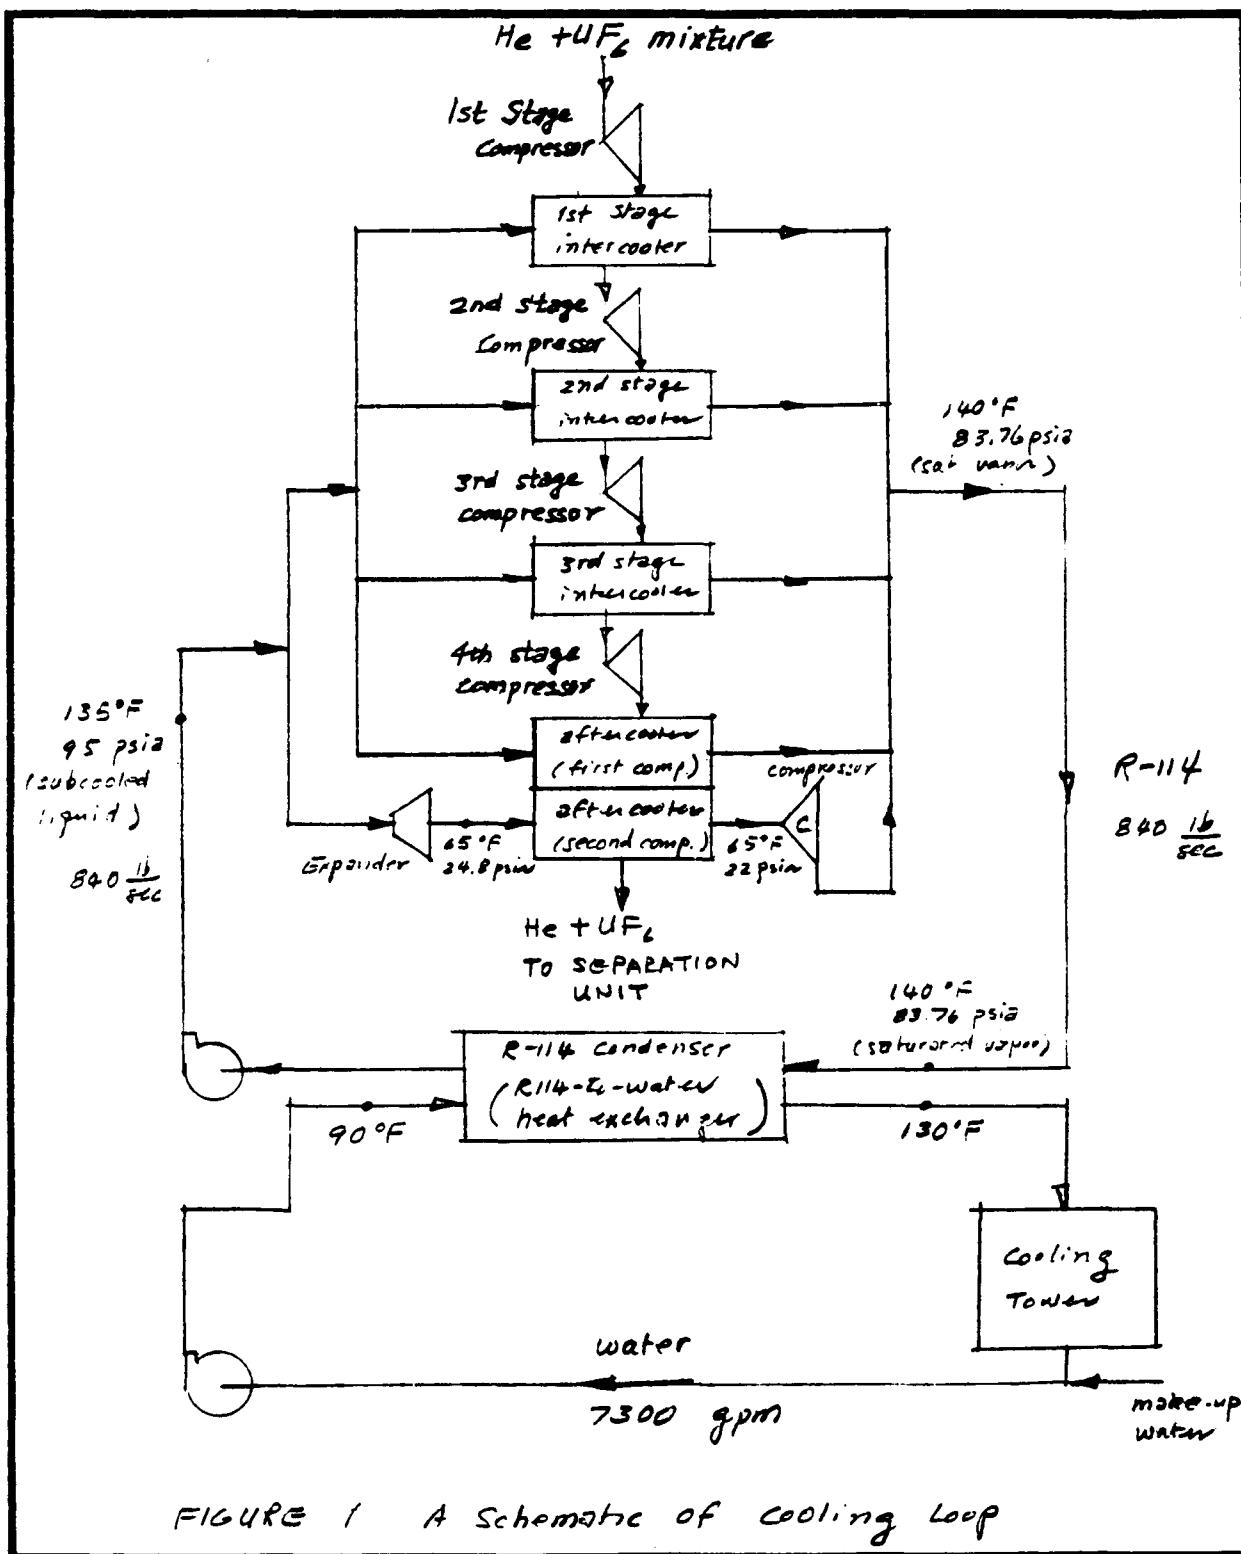 He + UF6 mixture
1st Stage
compressor
1st stage
intercooler
2nd stage
compressor
2nd stage
intercooler
140°F
83.76 psia
(sat vapor)
3rd stage
compressor
3rd stage
intercooler
4th stage
compressor
135°F
95 psia
(subcooled
liquid)
840 lb/sec
aftercooler
(first comp.)
compressor
aftercooler
(second comp.)
C
Expander
65°F
24.8 psia
65°F
22 psia
R-114
840 lb/sec
He + UF6
TO SEPARATION
UNIT
140°F
83.76 psia
(saturated vapor)
R-114 Condenser
(R114-to-water
heat exchanger)
90°F
130°F
Cooling
Tower
water
7300 gpm
make-up
water
FIGURE 1 A Schematic of Cooling Loop